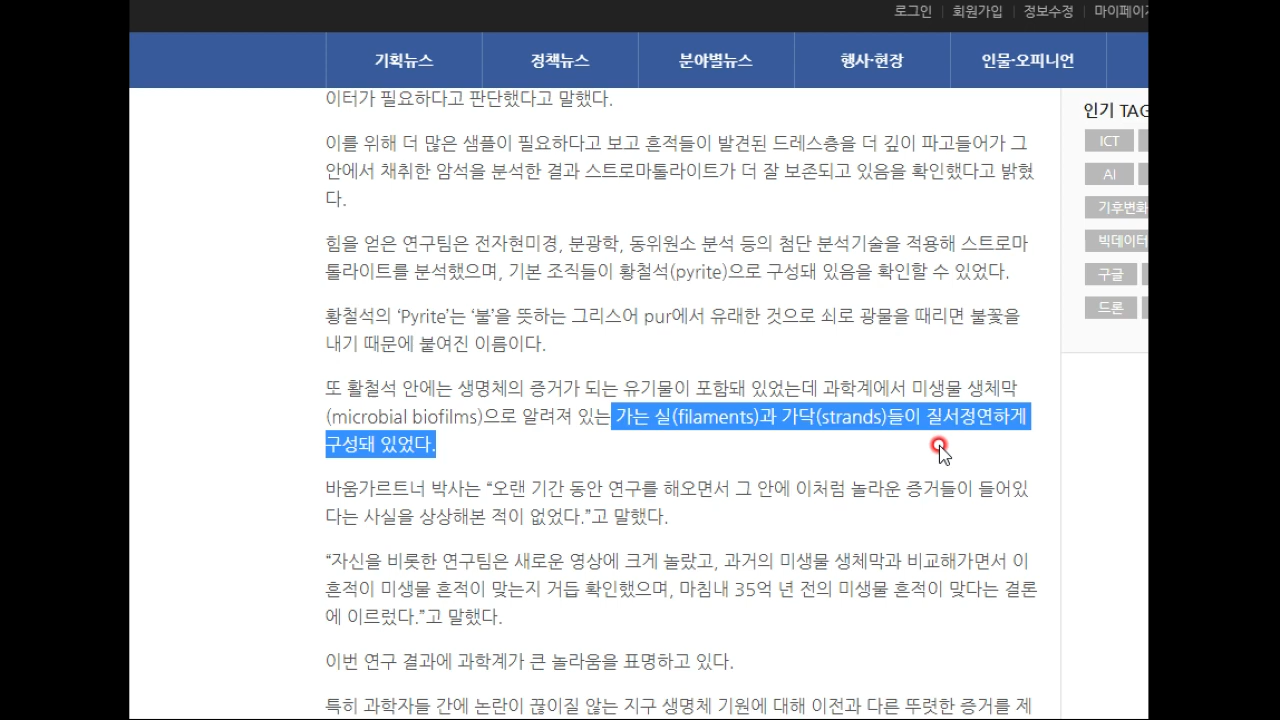 로그인 회원가입 정보수정 마이페이지
기획뉴스 정책뉴스 분야별뉴스 행사·현장 인물·오피니언
이터가 필요하다고 판단했다고 말했다.
이를 위해 더 많은 샘플이 필요하다고 보고 흔적들이 발견된 드레스층을 더 깊이 파고들어가 그
안에서 채취한 암석을 분석한 결과 스트로마톨라이트가 더 잘 보존되고 있음을 확인했다고 밝혔
다.
힘을 얻은 연구팀은 전자현미경, 분광학, 동위원소 분석 등의 첨단 분석기술을 적용해 스트로마
톨라이트를 분석했으며, 기본 조직들이 황철석(pyrite)으로 구성돼 있음을 확인할 수 있었다.
황철석의 ‘Pyrite’는 ‘불’을 뜻하는 그리스어 pur에서 유래한 것으로 쇠로 광물을 때리면 불꽃을
내기 때문에 붙여진 이름이다.
또 활철석 안에는 생명체의 증거가 되는 유기물이 포함돼 있었는데 과학계에서 미생물 생체막
(microbial biofilms)으로 알려져 있는 가는 실(filaments)과 가닥(strands)들이 질서정연하게
구성돼 있었다.
바움가르트너 박사는 “오랜 기간 동안 연구를 해오면서 그 안에 이처럼 놀라운 증거들이 들어있
다는 사실을 상상해본 적이 없었다.”고 말했다.
“자신을 비롯한 연구팀은 새로운 영상에 크게 놀랐고, 과거의 미생물 생체막과 비교해가면서 이
흔적이 미생물 흔적이 맞는지 거듭 확인했으며, 마침내 35억 년 전의 미생물 흔적이 맞다는 결론
에 이르렀다.”고 말했다.
이번 연구 결과에 과학계가 큰 놀라움을 표명하고 있다.
특히 과학자들 간에 논란이 끊이질 않는 지구 생명체 기원에 대해 이전과 다른 뚜렷한 증거를 제
인기 TAG
ICT
AI
기후변화
빅데이터
구글
드론